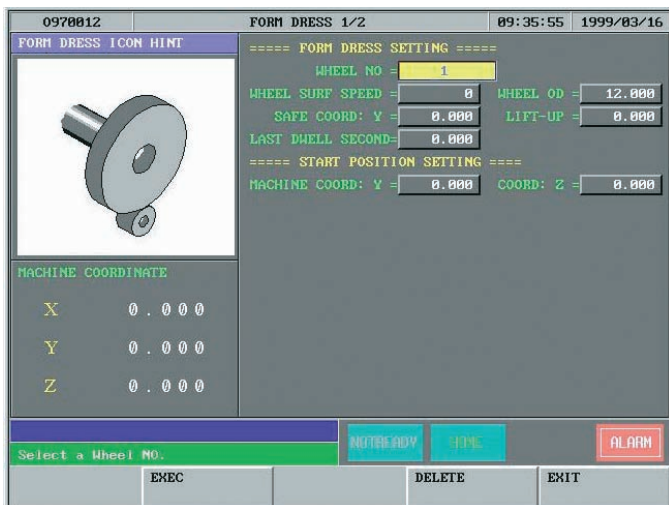 0970012 FORM DRESS 1/2 09:35:55 1999/03/16
FORM DRESS ICON HINT
===== FORM DRESS SETTING =====
WHEEL NO = 1
WHEEL SURF SPEED = 0 WHEEL OD = 12.000
SAFE COORD: Y = 0.000 LIFT-UP = 0.000
LAST DWELL SECOND= 0.000
===== START POSITION SETTING ====
MACHINE COORD: Y = 0.000 COORD: Z = 0.000
MACHINE COORDINATE
X 0.000
Y 0.000
Z 0.000
NOTREADY HOME ALARM
Select a Wheel NO.
EXEC DELETE EXIT